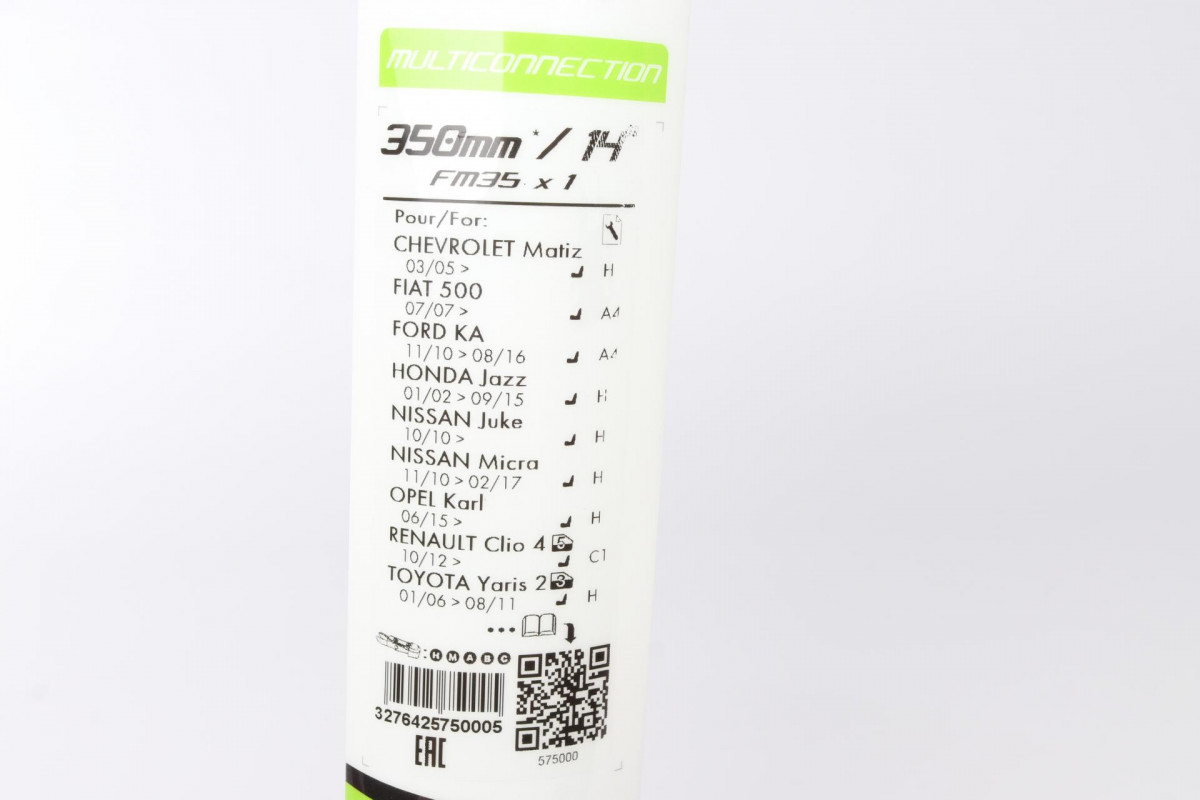 MULTICONNECTION
350mm* / 14"
FM35 x 1
Pour/For:
CHEVROLET Matiz
03/05 > H
FIAT 500
07/07 > A4
FORD KA
11/10 > 08/16 A4
HONDA Jazz
01/02 > 09/15 H
NISSAN Juke
10/10 > H
NISSAN Micra
11/10 > 02/17 H
OPEL Karl
06/15 > H
RENAULT Clio 4 5
10/12 > C1
TOYOTA Yaris 2 3
01/06 > 08/11 H
...
: H M A B C
3276425750005
EAC
575000